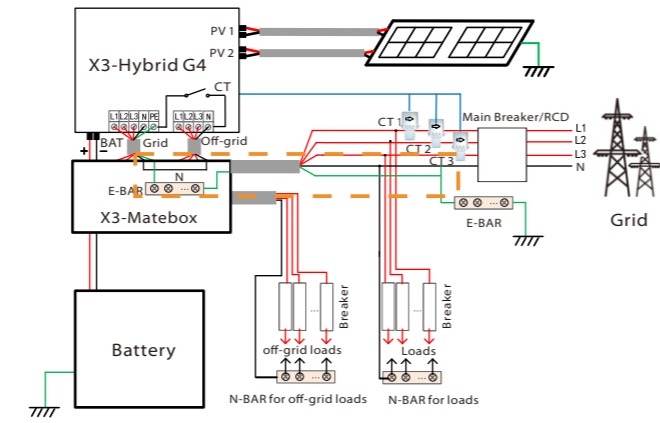 PV 1
PV 2
X3-Hybrid G4
CT
L1 L2 L3 N PE
L1 L2 L3 N
BAT
Grid
Off-grid
+
−
CT 1
CT 2
CT 3
Main Breaker/RCD
L1
L2
L3
N
Grid
N
E-BAR
X3-Matebox
E-BAR
Battery
...
Breaker
...
Breaker
off-grid loads
Loads
...
...
N-BAR for off-grid loads
N-BAR for loads